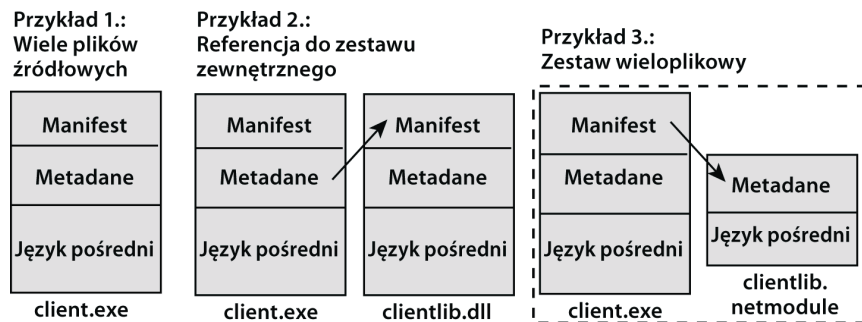 Przykład 1.:
Wiele plików
źródłowych
Manifest
Metadane
Język pośredni
client.exe
Przykład 2.:
Referencja do zestawu
zewnętrznego
Manifest
Metadane
Język pośredni
client.exe
Manifest
Metadane
Język pośredni
clientlib.dll
Przykład 3.:
Zestaw wieloplikowy
Manifest
Metadane
Język pośredni
client.exe
Metadane
Język pośredni
clientlib.
netmodule